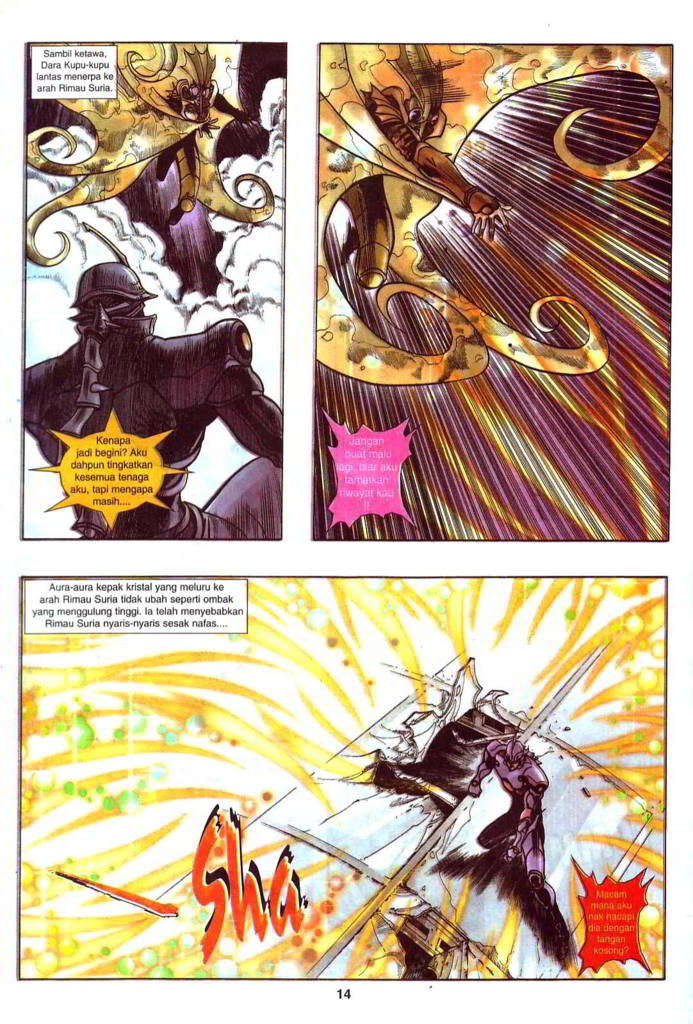 Sambil ketawa,
Dara Kupu-kupu
lantas menerpa ke
arah Rimau Suria.
Kenapa
jadi begini? Aku
dahpun tingkatkan
kesemua tenaga
aku, tapi mengapa
masih....
Jangan
buat malu
lagi, biar aku
tamatkan
riwayat kau
!!
Aura-aura kepak kristal yang meluru ke
arah Rimau Suria tidak ubah seperti ombak
yang menggulung tinggi. Ia telah menyebabkan
Rimau Suria nyaris-nyaris sesak nafas....
Sha
Macam
mana aku
nak hadapi
dia dengan
tangan
kosong?
14